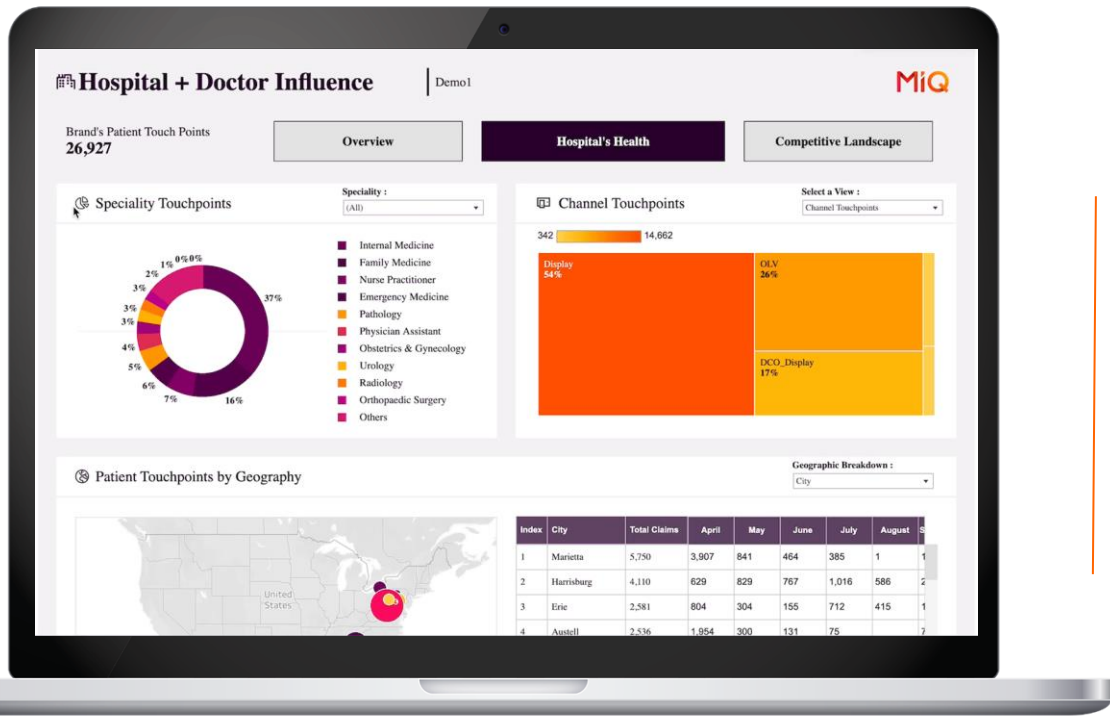 Hospital + Doctor Influence
Demo1
MiQ
Brand's Patient Touch Points
26,927
Overview
Hospital's Health
Competitive Landscape
Speciality Touchpoints
Speciality :
(All)
37%
16%
7%
6%
5%
4%
3%
3%
3%
2%
1%
0%
0%
Internal Medicine
Family Medicine
Nurse Practitioner
Emergency Medicine
Pathology
Physician Assistant
Obstetrics & Gynecology
Urology
Radiology
Orthopaedic Surgery
Others
Channel Touchpoints
Select a View :
Channel Touchpoints
342 14,662
Display
54%
OLV
26%
DCO_Display
17%
Patient Touchpoints by Geography
Geographic Breakdown :
City
United
States
Index City Total Claims April May June July August S
1 Marietta 5,750 3,907 841 464 385 1 1
2 Harrisburg 4,110 629 829 767 1,016 586 2
3 Erie 2,581 804 304 155 712 415 1
4 Austell 2,536 1,954 300 131 75 7